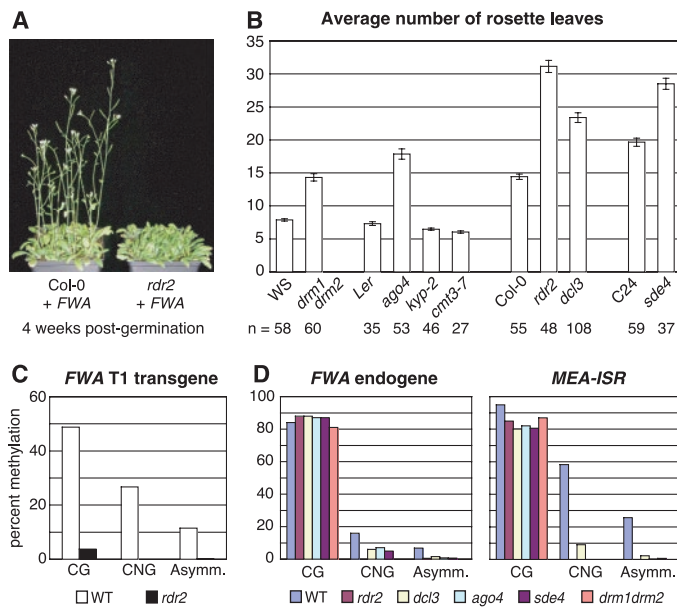 A
Col-0
+ FWA
rdr2
+ FWA
4 weeks post-germination
B Average number of rosette leaves
35
30
25
20
15
10
5
0
WS drm1 drm2 Ler ago4 kyp-2 cmt3-7 Col-0 rdr2 dcl3 C24 sde4
n = 58 60 35 53 46 27 55 48 108 59 37
C FWA T1 transgene
percent methylation
60
40
20
0
CG CNG Asymm.
WT rdr2
D FWA endogene MEA-ISR
100
80
60
40
20
0
CG CNG Asymm. CG CNG Asymm.
WT rdr2 dcl3 ago4 sde4 drm1drm2